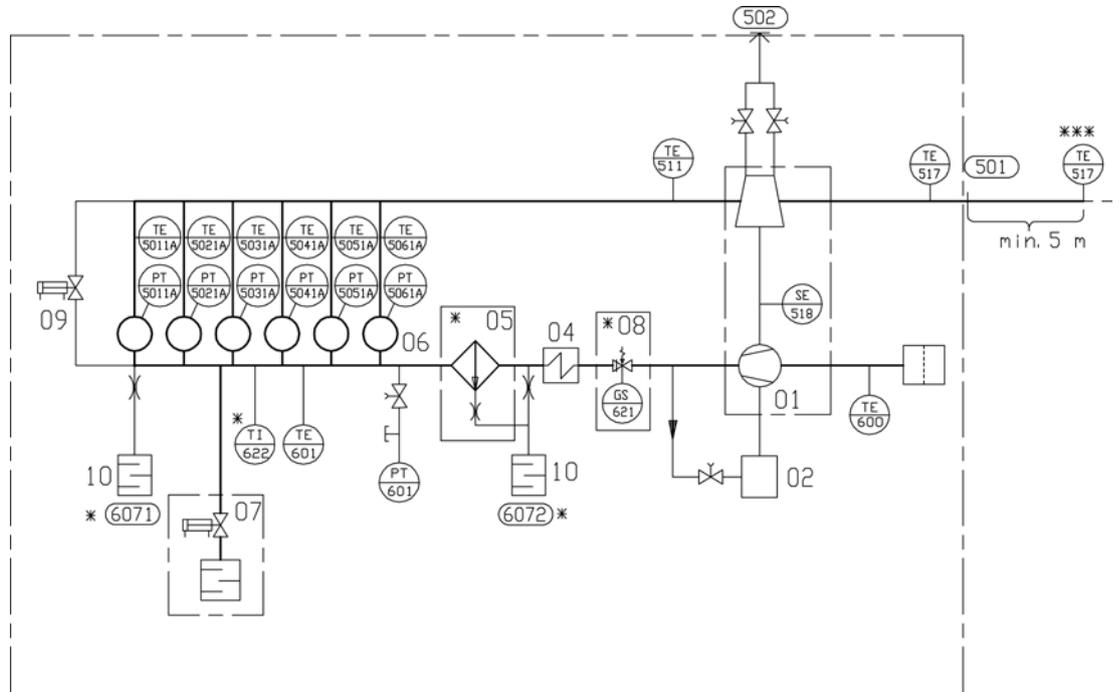 502
***
TE 511
TE 517
501
TE 517
min. 5 m
TE 5011A
TE 5021A
TE 5031A
TE 5041A
TE 5051A
TE 5061A
PT 5011A
PT 5021A
PT 5031A
PT 5041A
PT 5051A
PT 5061A
09
SE 518
06
* 05
04
* 08
GS 621
01
TE 600
* TI 622
TE 601
PT 601
10
* 6071
07
10
6072 *
02